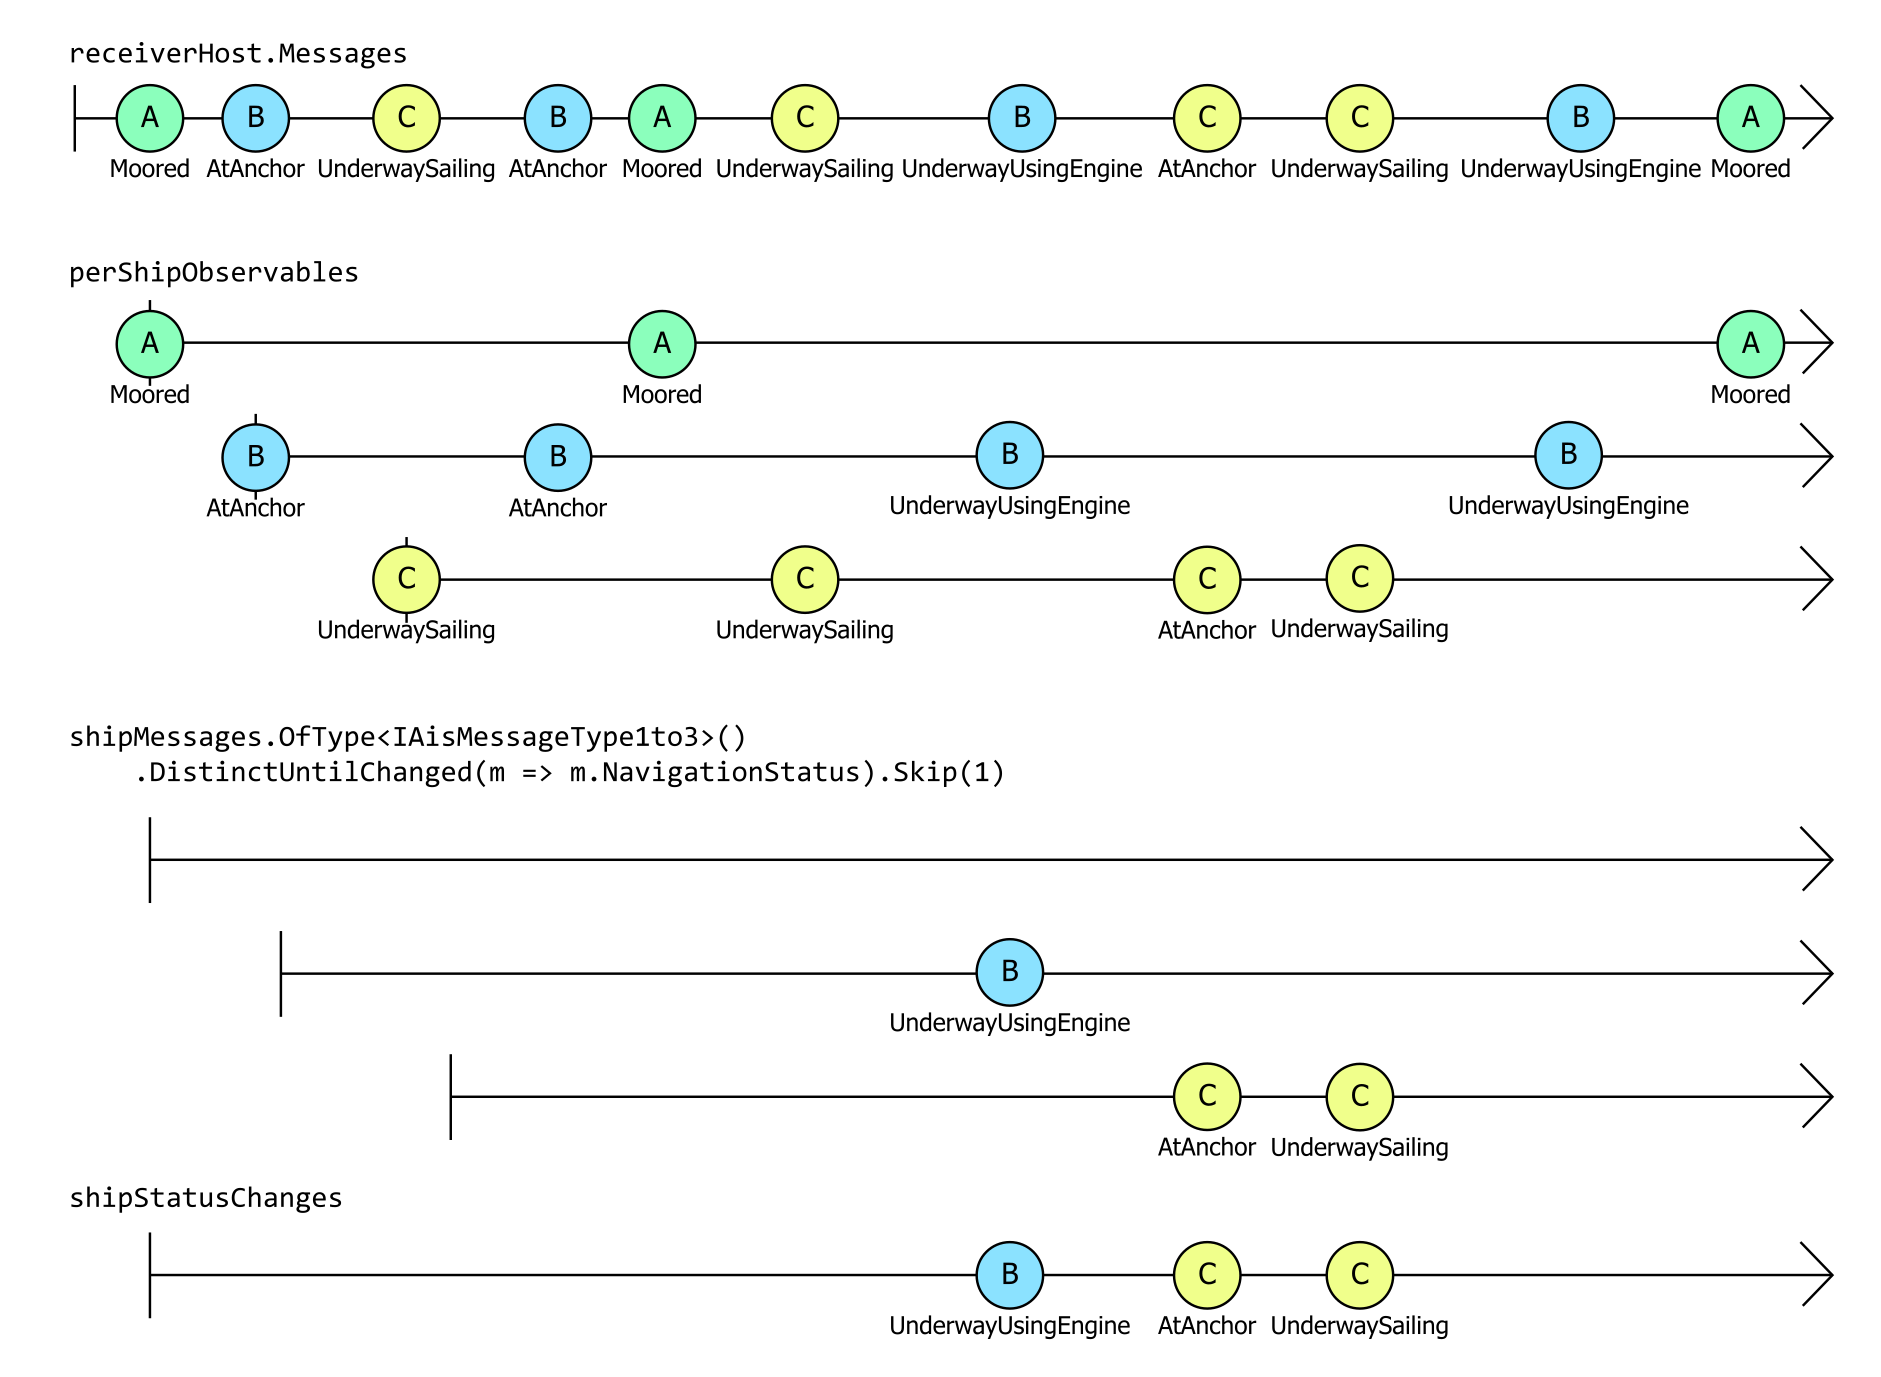 receiverHost.Messages
A B C B A C B C C B A
Moored AtAnchor UnderwaySailing AtAnchor Moored UnderwaySailing UnderwayUsingEngine AtAnchor UnderwaySailing UnderwayUsingEngine Moored
perShipObservables
A A A
Moored Moored Moored
B B B B
AtAnchor AtAnchor UnderwayUsingEngine UnderwayUsingEngine
C C C C
UnderwaySailing UnderwaySailing AtAnchor UnderwaySailing
shipMessages.OfType<IAisMessageType1to3>()
.DistinctUntilChanged(m => m.NavigationStatus).Skip(1)
B
UnderwayUsingEngine
C C
AtAnchor UnderwaySailing
shipStatusChanges
B C C
UnderwayUsingEngine AtAnchor UnderwaySailing